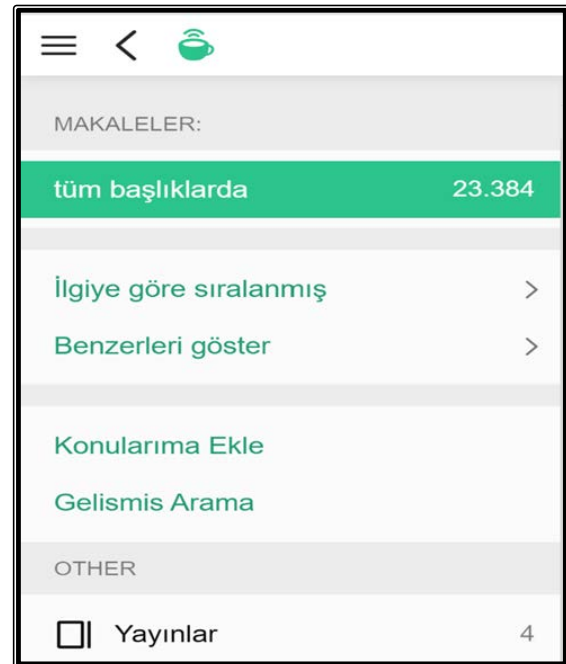 MAKALELER:
tüm başlıklarda 23.384
İlgiye göre sıralanmış
Benzerleri göster
Konularıma Ekle
Gelismis Arama
OTHER
Yayınlar 4